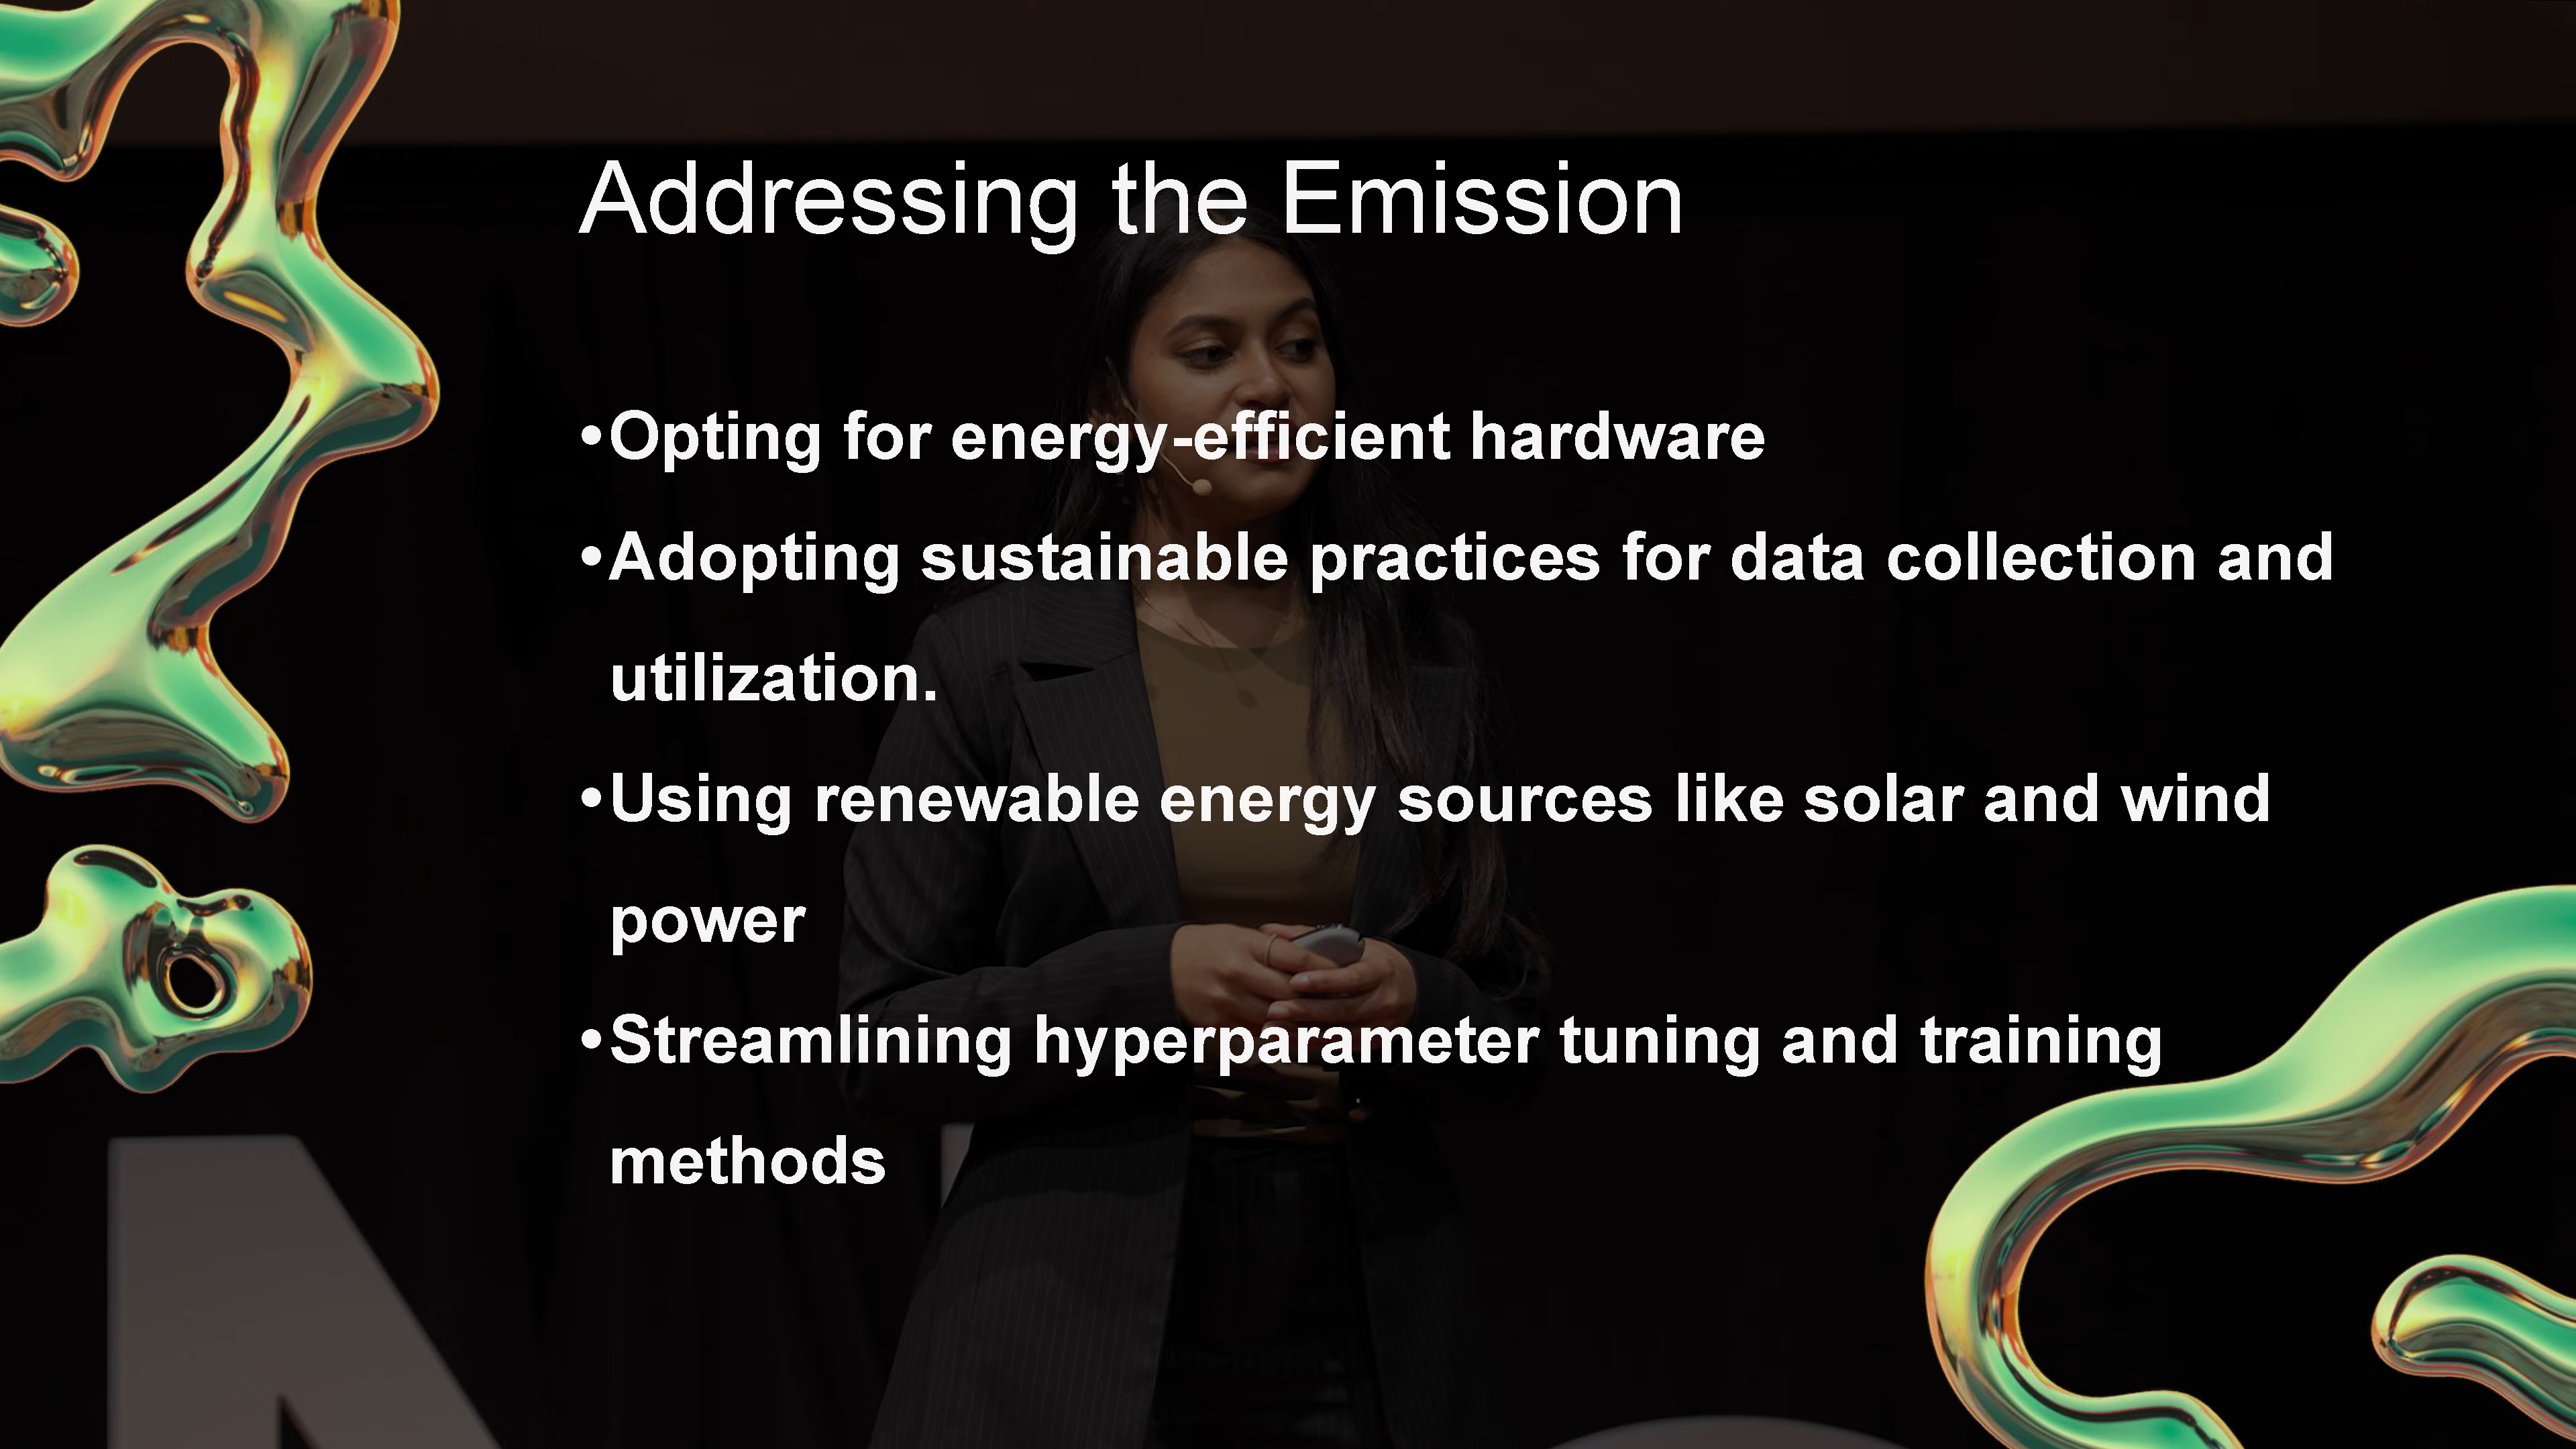 Addressing the Emission
•Opting for energy-efficient hardware
•Adopting sustainable practices for data collection and
utilization.
•Using renewable energy sources like solar and wind
power
•Streamlining hyperparameter tuning and training
methods